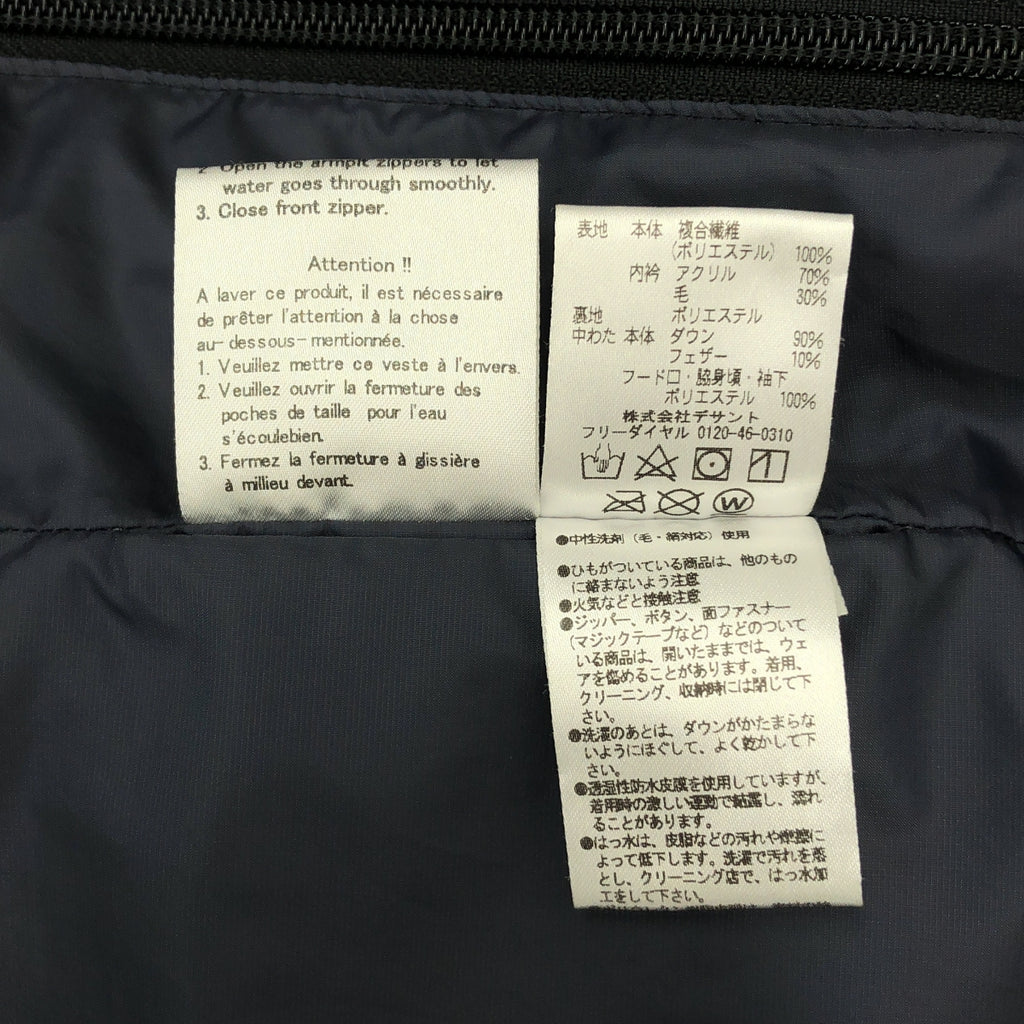 2 Open the armpit zippers to let
water goes through smoothly.
3. Close front zipper.
Attention !!
A laver ce produit, il est nécessaire
de prêter l'attention à la chose
au-dessous-mentionnée.
1. Veuillez mettre ce veste à l'envers.
2. Veuillez ouvrir la fermeture des
poches de taille pour l'eau
s'écoulebien.
3. Fermez la fermeture à glissière
à millieu devant.
表地 本体 複合繊維
(ポリエステル) 100%
内衿 アクリル 70%
毛 30%
裏地 ポリエステル
中わた 本体 ダウン 90%
フェザー 10%
フード口・脇身頃・袖下
ポリエステル 100%
株式会社デサント
フリーダイヤル 0120-46-0310
W
●中性洗剤（毛・絹対応）使用
●ひもがついている商品は、他のもの
に絡まないよう注意
●火気などと接触注意
●ジッパー、ボタン、面ファスナー
(マジックテープなど) などのついて
いる商品は、開いたままでは、ウェ
アを傷めることがあります。着用、
クリーニング、収納時には閉じて下
さい。
●洗濯のあとは、ダウンがかたまらな
いようにほぐして、よく乾かして下
さい。
●透湿性防水皮膜を使用していますが、
着用時の激しい運動で結露し、濡れ
ることがあります。
●はっ水は、皮脂などの汚れや摩擦に
よって低下します。洗濯で汚れを落
とし、クリーニング店で、はっ水加
工をして下さい。